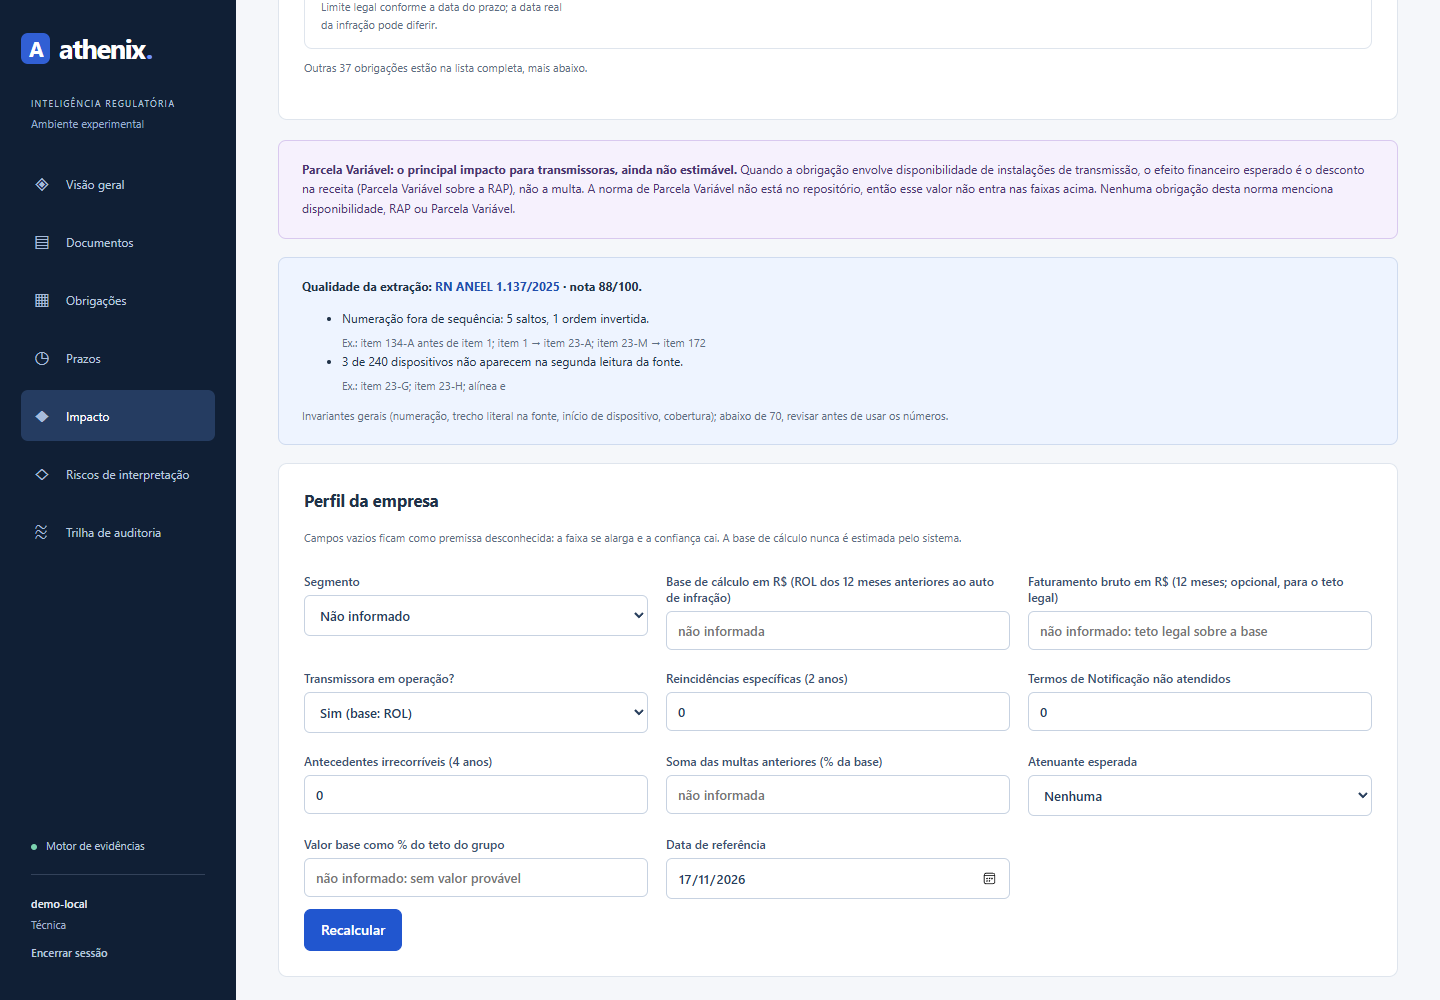 A athenix.
INTELIGÊNCIA REGULATÓRIA
Ambiente experimental
Visão geral
Documentos
Obrigações
Prazos
Impacto
Riscos de interpretação
Trilha de auditoria
Motor de evidências
demo-local
Técnica
Encerrar sessão
Limite legal conforme a data do prazo; a data real
da infração pode diferir.
Outras 37 obrigações estão na lista completa, mais abaixo.
Parcela Variável: o principal impacto para transmissoras, ainda não estimável. Quando a obrigação envolve disponibilidade de instalações de transmissão, o efeito financeiro esperado é o desconto
na receita (Parcela Variável sobre a RAP), não a multa. A norma de Parcela Variável não está no repositório, então esse valor não entra nas faixas acima. Nenhuma obrigação desta norma menciona
disponibilidade, RAP ou Parcela Variável.
Qualidade da extração: RN ANEEL 1.137/2025 · nota 88/100.
• Numeração fora de sequência: 5 saltos, 1 ordem invertida.
Ex.: item 134-A antes de item 1; item 1 → item 23-A; item 23-M → item 172
• 3 de 240 dispositivos não aparecem na segunda leitura da fonte.
Ex.: item 23-G; item 23-H; alínea e
Invariantes gerais (numeração, trecho literal na fonte, início de dispositivo, cobertura); abaixo de 70, revisar antes de usar os números.
Perfil da empresa
Campos vazios ficam como premissa desconhecida: a faixa se alarga e a confiança cai. A base de cálculo nunca é estimada pelo sistema.
Segmento
Não informado
Base de cálculo em R$ (ROL dos 12 meses anteriores ao auto
de infração)
não informada
Faturamento bruto em R$ (12 meses; opcional, para o teto
legal)
não informado: teto legal sobre a base
Transmissora em operação?
Sim (base: ROL)
Reincidências específicas (2 anos)
0
Termos de Notificação não atendidos
0
Antecedentes irrecorríveis (4 anos)
0
Soma das multas anteriores (% da base)
não informada
Atenuante esperada
Nenhuma
Valor base como % do teto do grupo
não informado: sem valor provável
Data de referência
17/11/2026
Recalcular